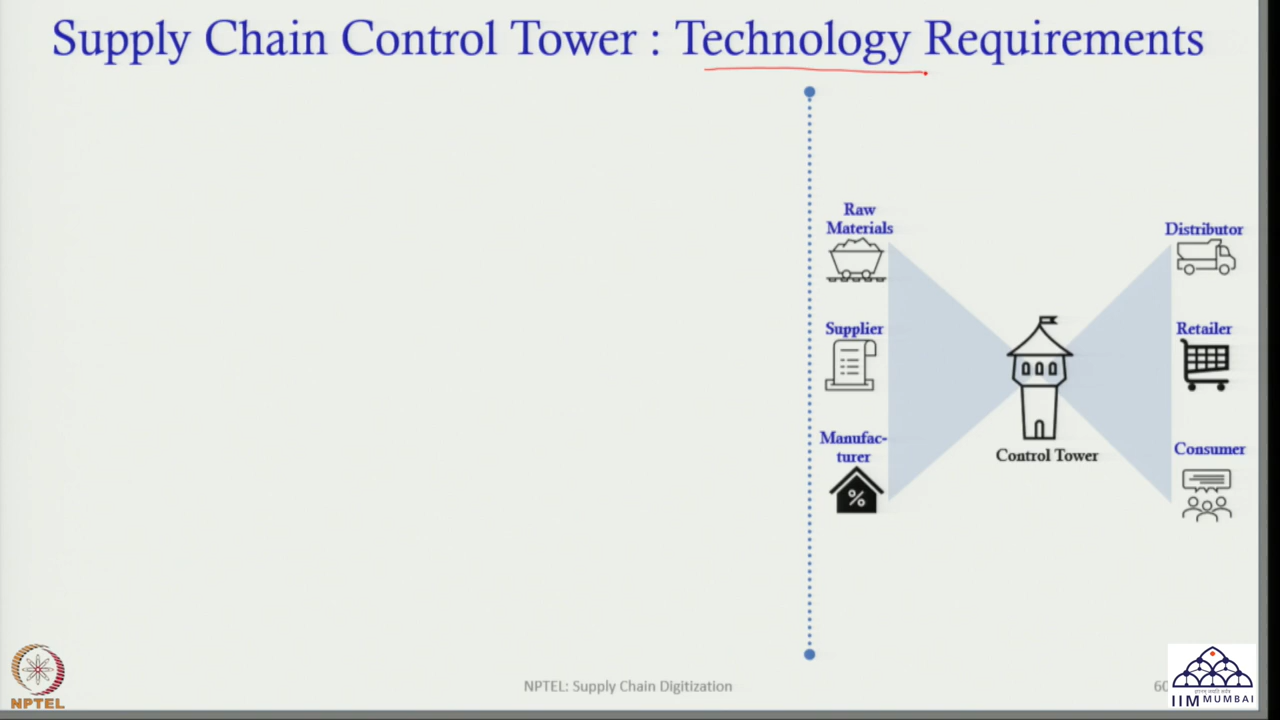 Supply Chain Control Tower : Technology Requirements
Raw
Materials
Supplier
Manufac-
turer
%
Control Tower
Distributor
Retailer
Consumer
NPTEL
NPTEL: Supply Chain Digitization
60
IIM MUMBAI